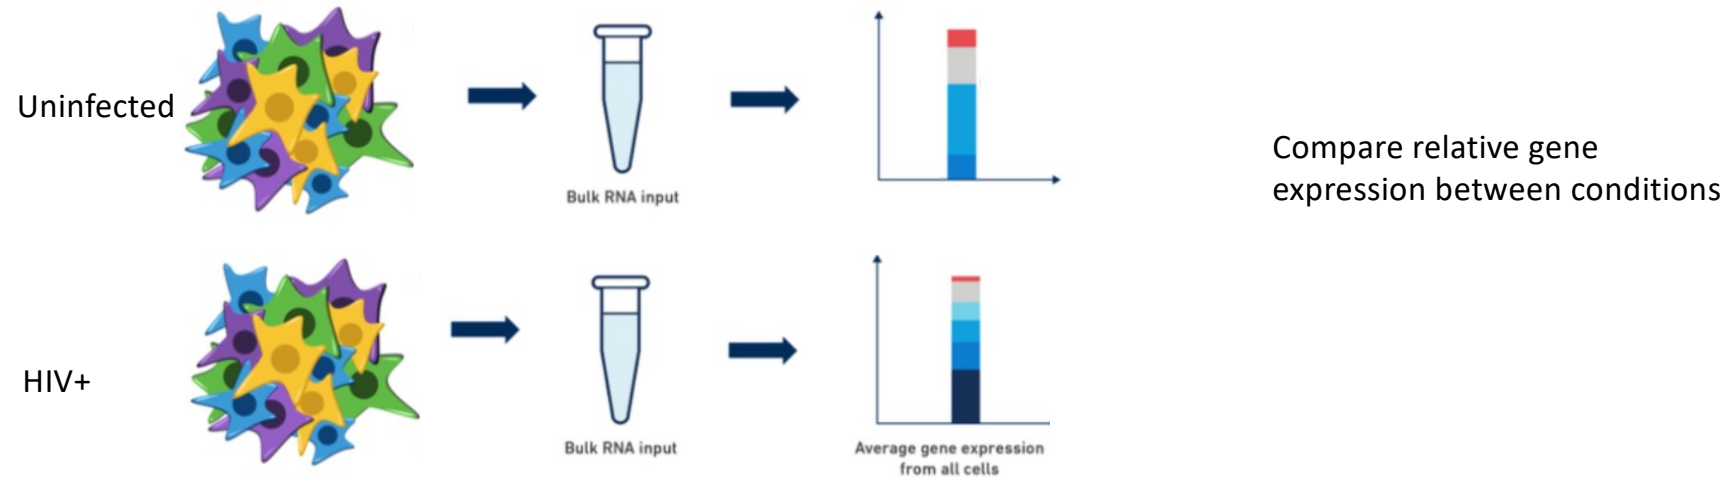 Uninfected
Bulk RNA input
Compare relative gene
expression between conditions
HIV+
Bulk RNA input
Average gene expression
from all cells